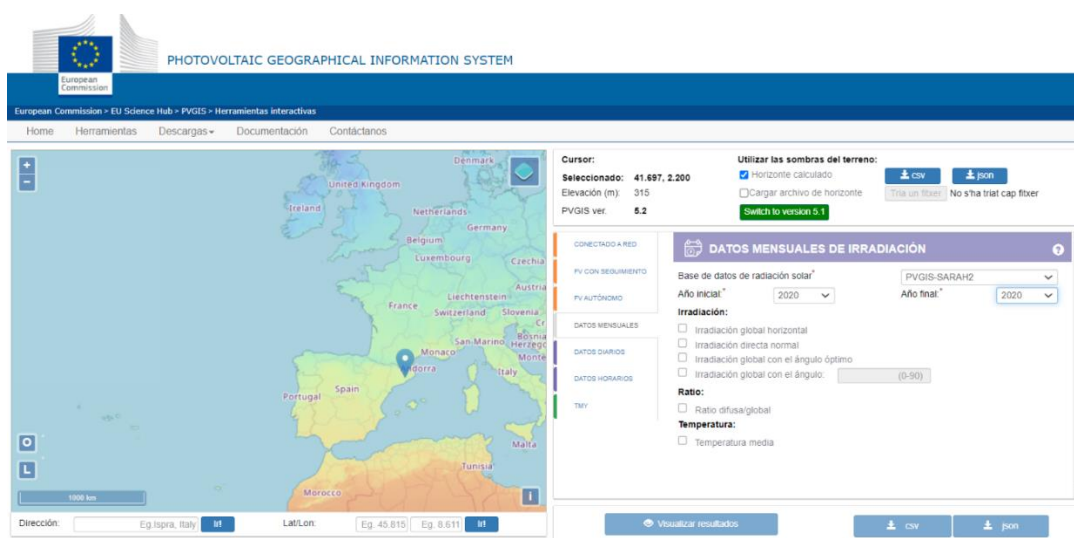 European
Commission
PHOTOVOLTAIC GEOGRAPHICAL INFORMATION SYSTEM
European Commission > EU Science Hub > PVGIS > Herramientas interactivas
Home Herramientas Descargas Documentación Contáctanos
+
-
Denmark
United Kingdom
Ireland
Netherlands
Germany
Belgium
Luxembourg
Czechia
Austria
Liechtenstein
France
Switzerland
Slovenia
Cr
San Marino
Bosnia
Herzego
Monaco
Monte
dorra
Italy
Spain
Portugal
Malta
Tunisia
Morocco
L
i
1000 km
Dirección: Eg.Ispra, Italy Ir! Lat/Lon: Eg. 45.815 Eg. 8.611 Ir!
Cursor:
Seleccionado: 41.697, 2.200
Elevación (m): 315
PVGIS ver. 5.2
Utilizar las sombras del terreno:
Horizonte calculado csv json
Cargar archivo de horizonte Tria un fitxer No s'ha triat cap fitxer
Switch to version 5.1
CONECTADO A RED
PV CON SEGUIMIENTO
PV AUTÓNOMO
DATOS MENSUALES
DATOS DIARIOS
DATOS HORARIOS
TMY
DATOS MENSUALES DE IRRADIACIÓN ?
Base de datos de radiación solar* PVGIS-SARAH2
Año inicial:* 2020 Año final:* 2020
Irradiación:
Irradiación global horizontal
Irradiación directa normal
Irradiación global con el ángulo óptimo
Irradiación global con el ángulo: (0-90)
Ratio:
Ratio difusa/global
Temperatura:
Temperatura media
Visualizar resultados csv json